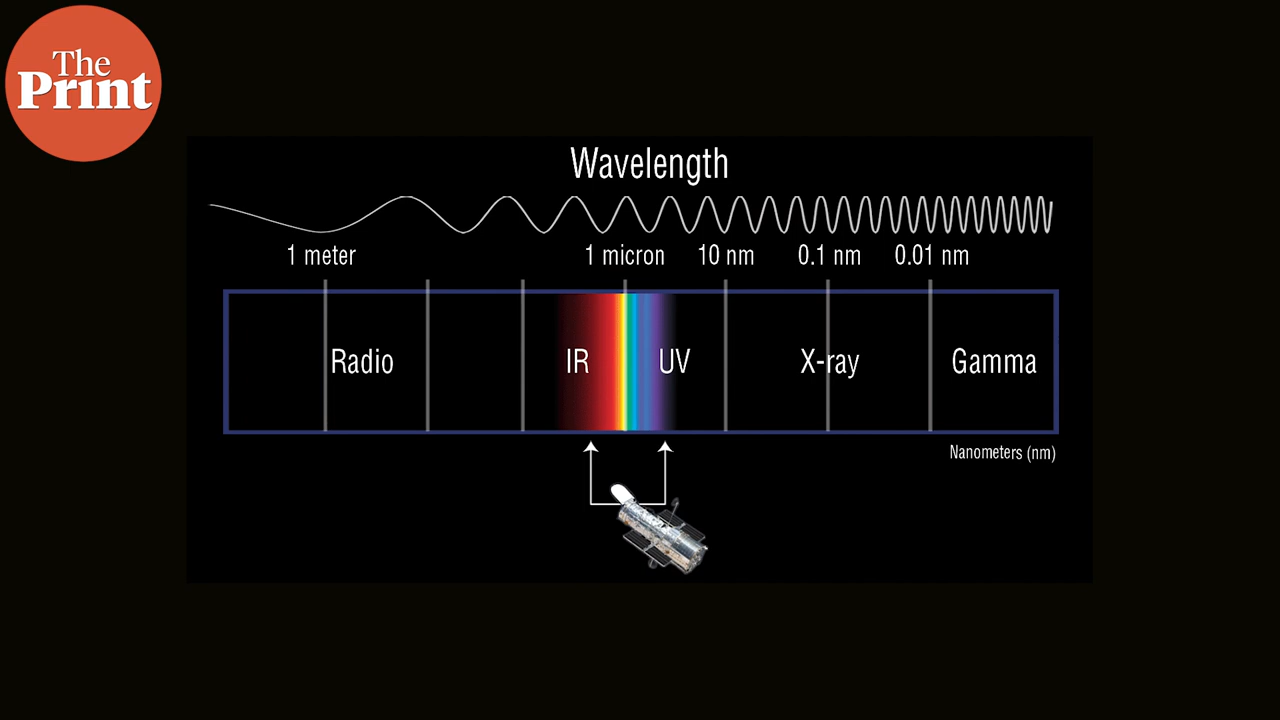 The
Print
Wavelength
1 meter 1 micron 10 nm 0.1 nm 0.01 nm
Radio IR UV X-ray Gamma
Nanometers (nm)